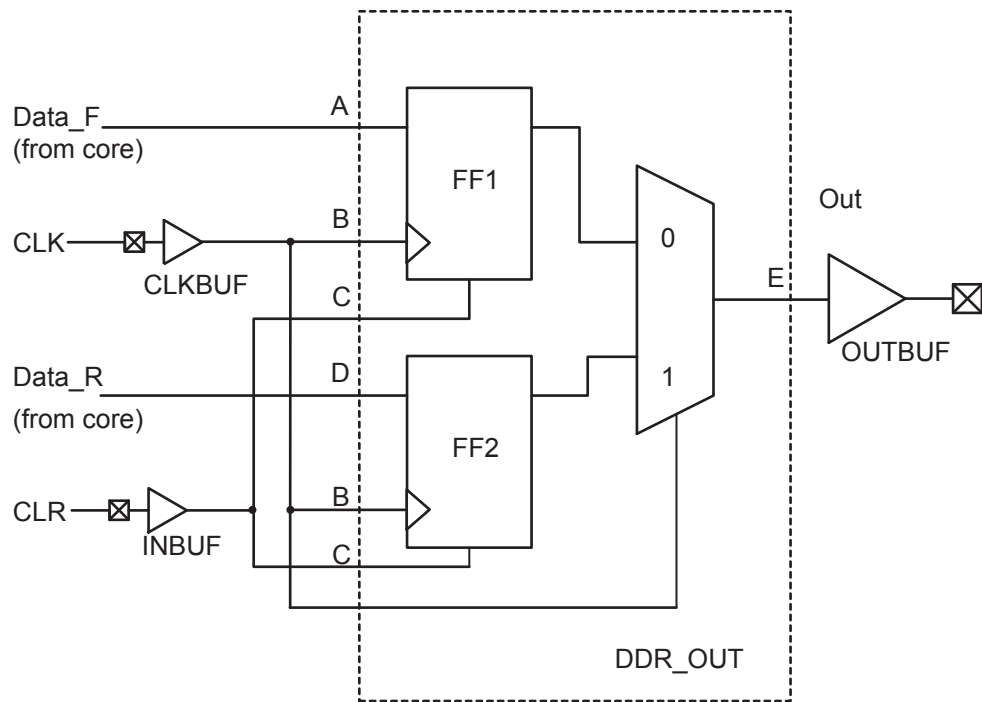 Data_F
(from core)
A
FF1
B
CLK
CLKBUF
C
0
Out
E
OUTBUF
Data_R
(from core)
D
1
FF2
CLR
INBUF
B
C
DDR_OUT